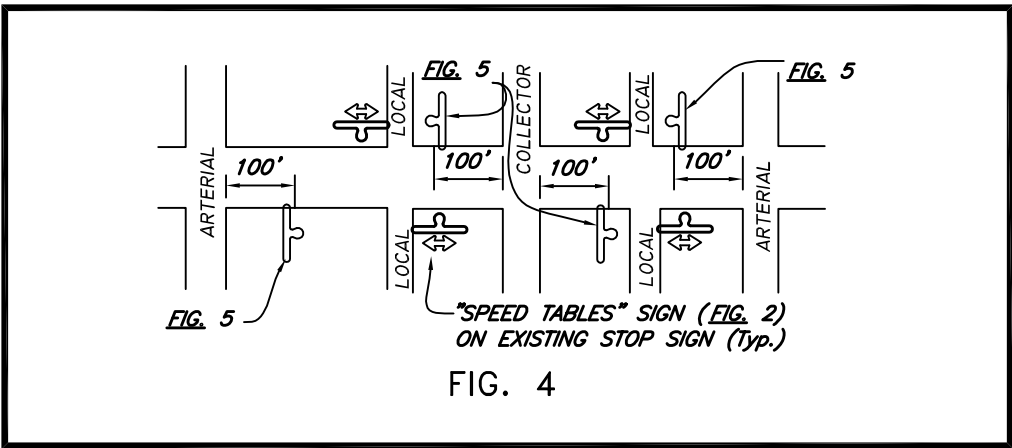 FIG. 5
FIG. 5
LOCAL
COLLECTOR
LOCAL
100'
100'
100'
100'
ARTERIAL
ARTERIAL
LOCAL
LOCAL
FIG. 5
"SPEED TABLES" SIGN (FIG. 2)
ON EXISTING STOP SIGN (Typ.)
FIG. 4